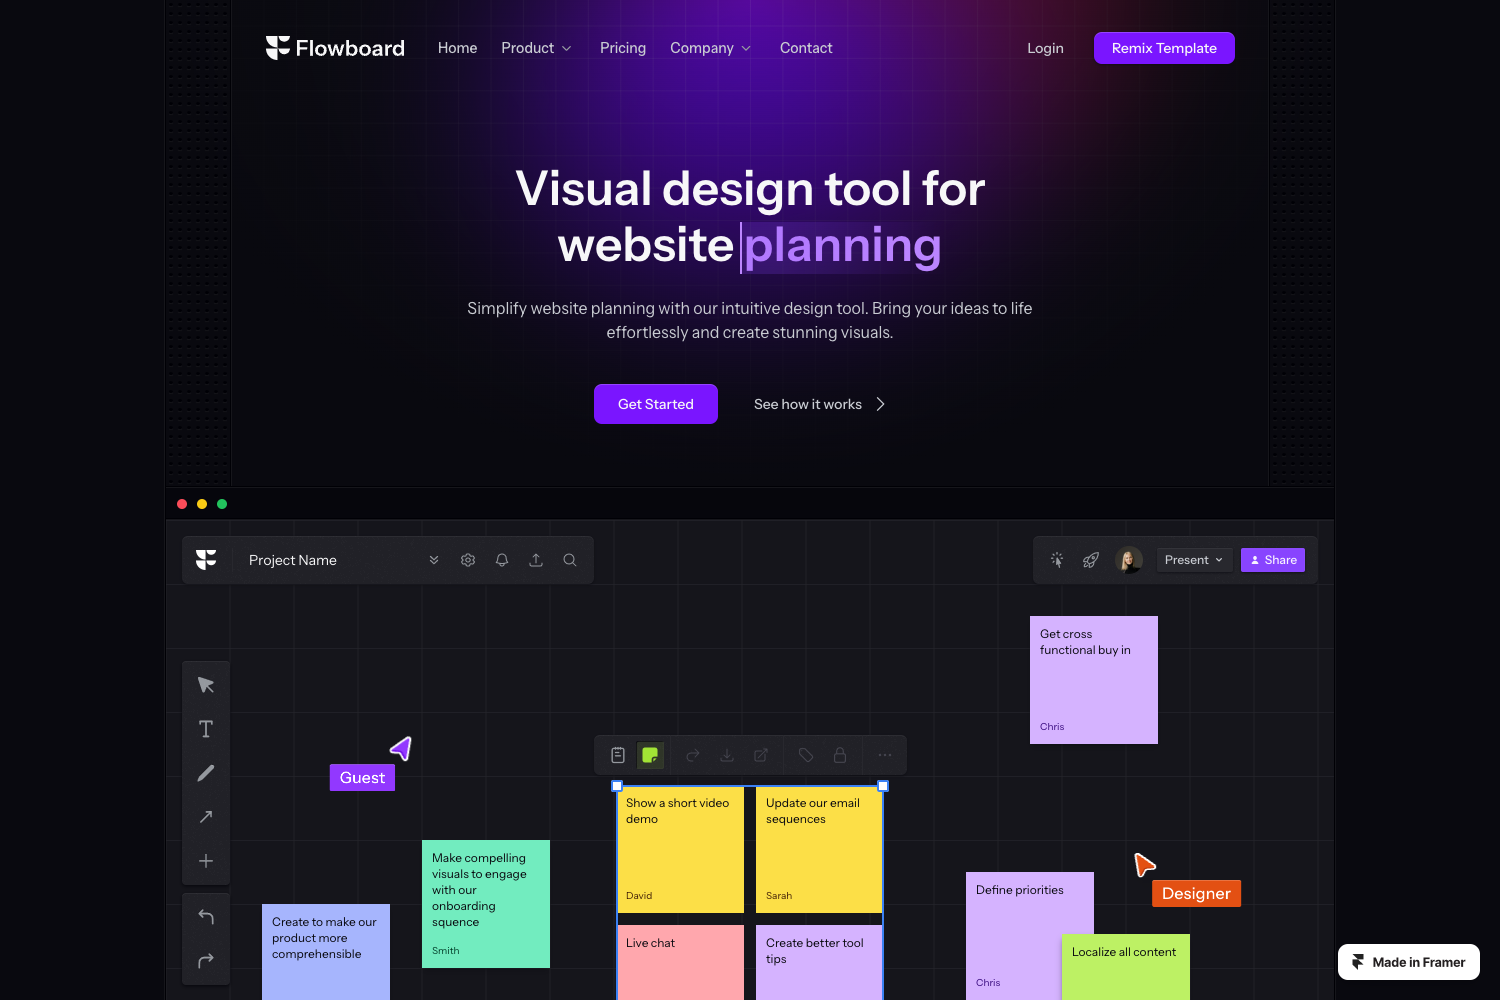 Flowboard
Home
Product
Pricing
Company
Contact
Login
Remix Template
Visual design tool for
website planning
Simplify website planning with our intuitive design tool. Bring your ideas to life
effortlessly and create stunning visuals.
Get Started
See how it works
Project Name
Present
Share
Get cross
functional buy in
Chris
Guest
Show a short video
demo
David
Update our email
sequences
Sarah
Make compelling
visuals to engage
with our
onboarding
squence
Smith
Designer
Define priorities
Chris
Create to make our
product more
comprehensible
Live chat
Create better tool
tips
Localize all content
Made in Framer